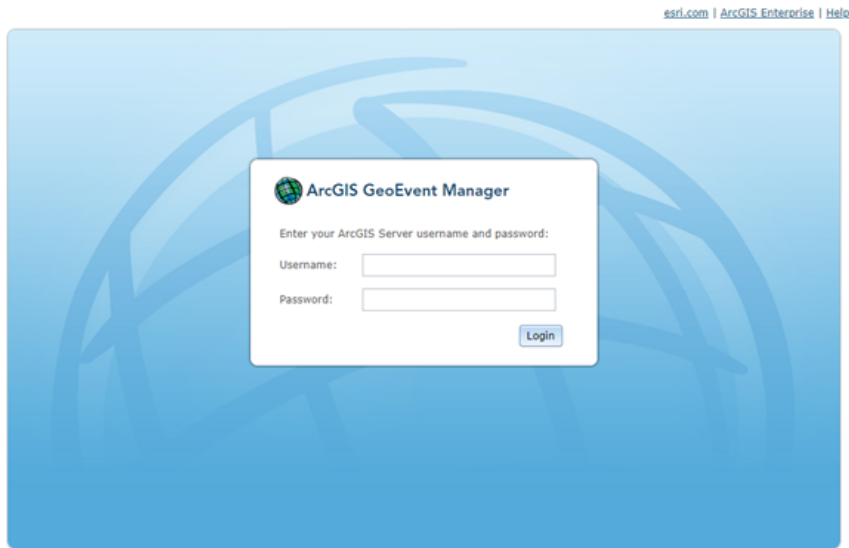 esri.com | ArcGIS Enterprise | Help
ArcGIS GeoEvent Manager
Enter your ArcGIS Server username and password:
Username:
Password:
Login